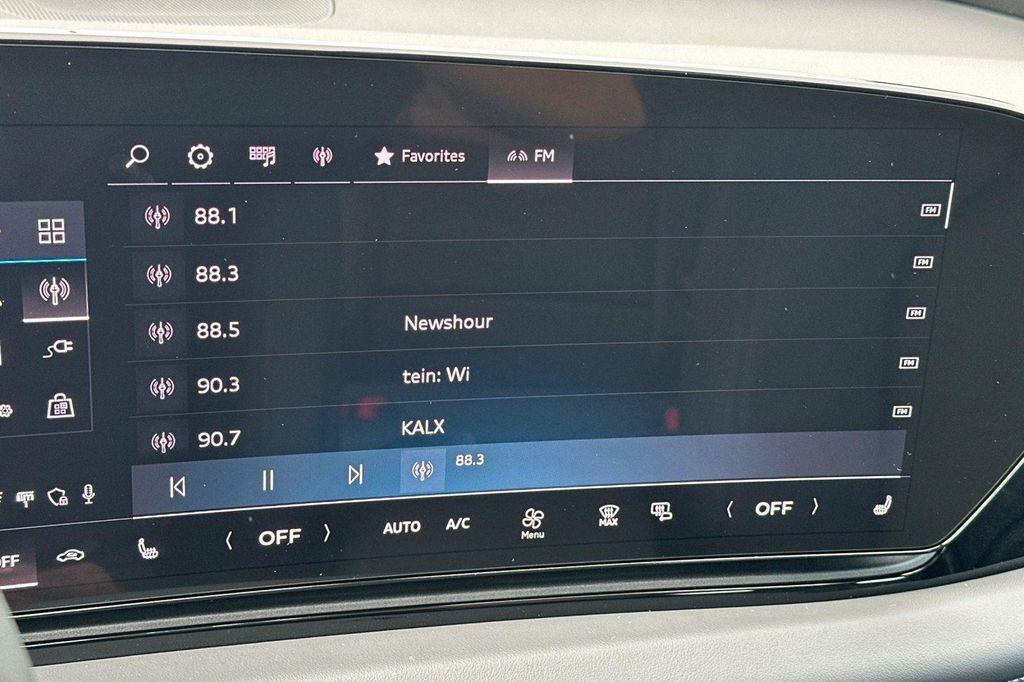 Favorites FM
88.1 FM
88.3 FM
88.5 Newshour FM
90.3 tein: Wi FM
90.7 KALX FM
88.3
OFF AUTO A/C Menu MAX OFF